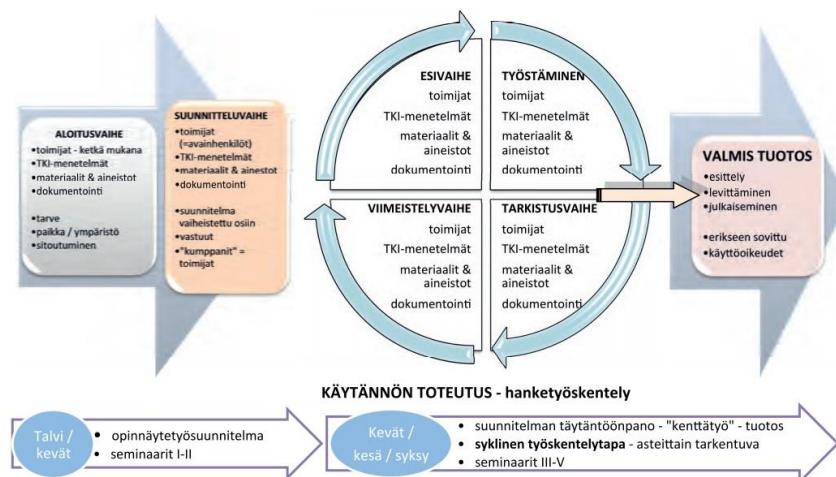 ALOITUSVAIHE
•toimijat - ketkä mukana
•TKI-menetelmät
•materiaalit & aineistot
•dokumentointi
•tarve
•paikka / ympäristö
•sitoutuminen
SUUNNITTELUVAIHE
•toimijat
(=avainhenkilöt)
•TKI-menetelmät
•materiaalit & ainestot
•dokumentointi
•suunnitelma
vaiheistettu osiin
•vastuut
•"kumppanit" =
toimijat
ESIVAIHE
toimijat
TKI-menetelmät
materiaalit &
aineistot
dokumentointi
TYÖSTÄMINEN
toimijat
TKI-menetelmät
materiaalit &
aineistot
dokumentointi
VIIMEISTELYVAIHE
toimijat
TKI-menetelmät
materiaalit &
aineistot
dokumentointi
TARKISTUSVAIHE
toimijat
TKI-menetelmät
materiaalit &
aineistot
dokumentointi
VALMIS TUOTOS
•esittely
•levittäminen
•julkaiseminen
•erikseen sovittu
•käyttöoikeudet
KÄYTÄNNÖN TOTEUTUS - hanketyöskentely
Talvi /
kevät
• opinnäytetyösuunnitelma
• seminaarit I-II
Kevät /
kesä / syksy
• suunnitelman täytäntöönpano - "kenttätyö" - tuotos
• syklinen työskentelytapa - asteittain tarkentuva
• seminaarit III-V